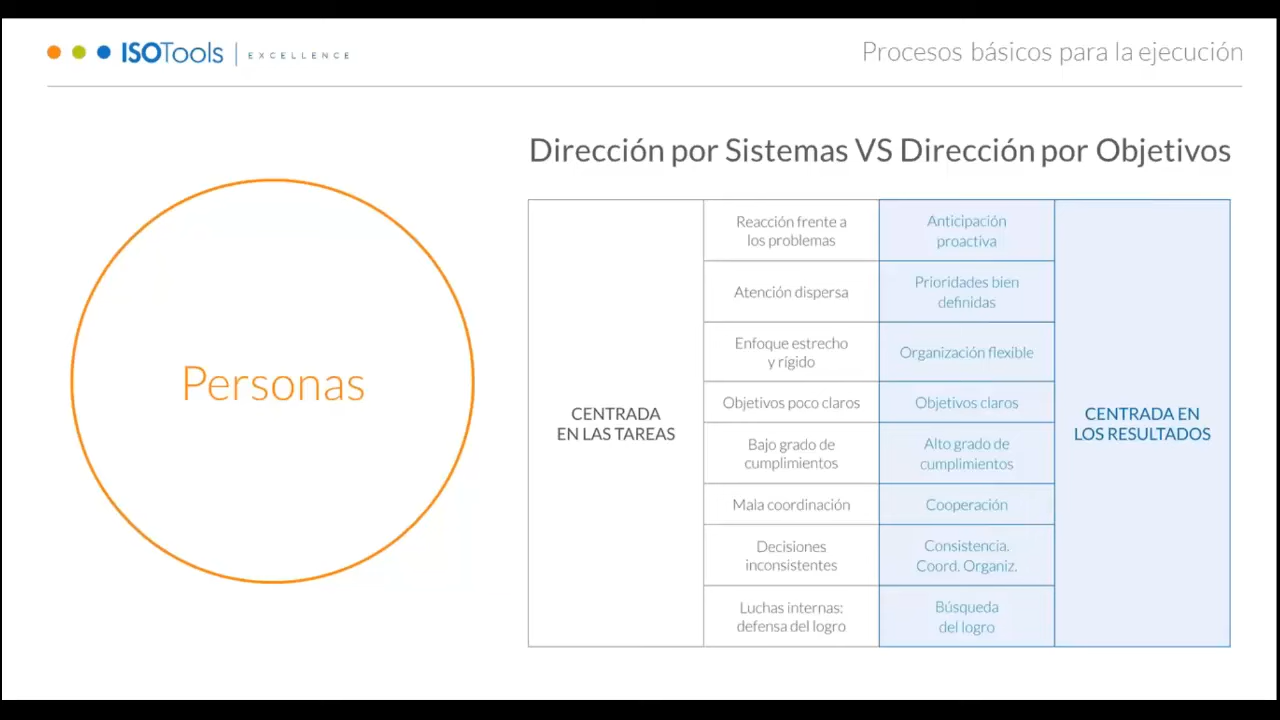 ISOTools | EXCELLENCE
Procesos básicos para la ejecución
Dirección por Sistemas VS Dirección por Objetivos
Personas
CENTRADA
EN LAS TAREAS
Reacción frente a
los problemas
Anticipación
proactiva
Atención dispersa
Prioridades bien
definidas
Enfoque estrecho
y rígido
Organización flexible
Objetivos poco claros
Objetivos claros
Bajo grado de
cumplimientos
Alto grado de
cumplimientos
Mala coordinación
Cooperación
Decisiones
inconsistentes
Consistencia.
Coord. Organiz.
Luchas internas:
defensa del logro
Búsqueda
del logro
CENTRADA EN
LOS RESULTADOS